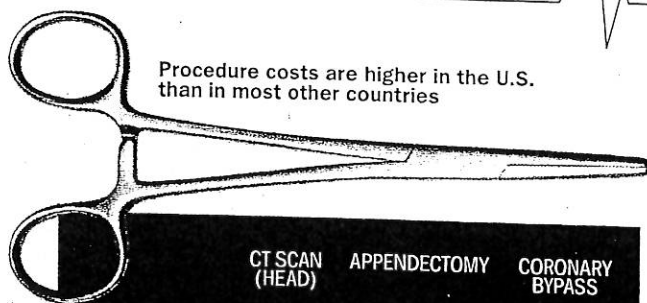 Procedure costs are higher in the U.S.
than in most other countries
CT SCAN APPENDECTOMY CORONARY
(HEAD) BYPASS